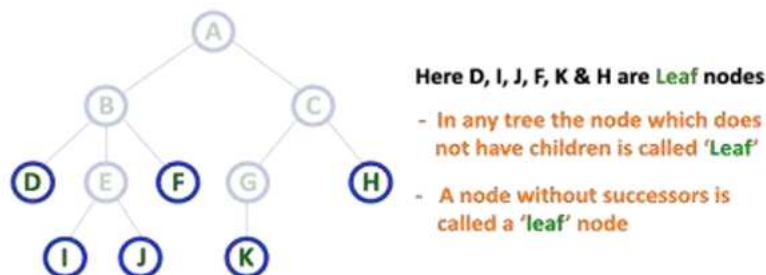 A
B
C
D
E
F
G
H
I
J
K
Here D, I, J, F, K & H are Leaf nodes
- In any tree the node which does
not have children is called 'Leaf'
- A node without successors is
called a 'leaf' node